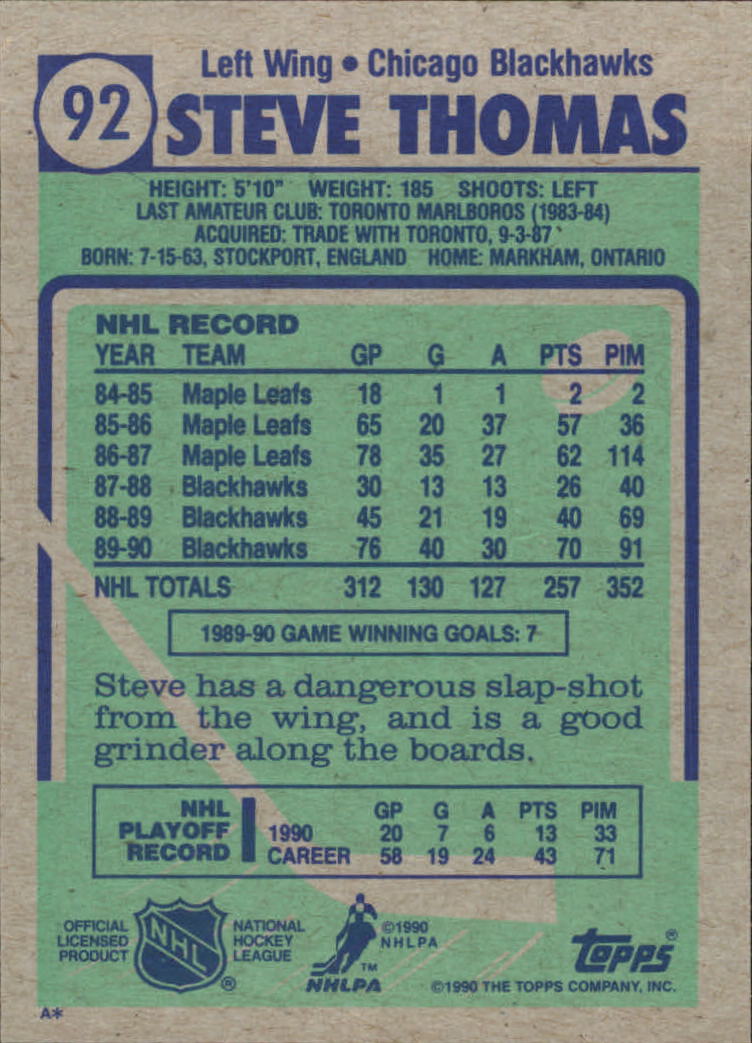 92
Left Wing • Chicago Blackhawks
STEVE THOMAS
HEIGHT: 5'10" WEIGHT: 185 SHOOTS: LEFT
LAST AMATEUR CLUB: TORONTO MARLBOROS (1983-84)
ACQUIRED: TRADE WITH TORONTO, 9-3-87
BORN: 7-15-63, STOCKPORT, ENGLAND HOME: MARKHAM, ONTARIO
NHL RECORD
YEAR TEAM GP G A PTS PIM
84-85 Maple Leafs 18 1 1 2 2
85-86 Maple Leafs 65 20 37 57 36
86-87 Maple Leafs 78 35 27 62 114
87-88 Blackhawks 30 13 13 26 40
88-89 Blackhawks 45 21 19 40 69
89-90 Blackhawks 76 40 30 70 91
NHL TOTALS 312 130 127 257 352
1989-90 GAME WINNING GOALS: 7
Steve has a dangerous slap-shot
from the wing, and is a good
grinder along the boards.
NHL PLAYOFF RECORD
GP G A PTS PIM
1990 20 7 6 13 33
CAREER 58 19 24 43 71
OFFICIAL
LICENSED
PRODUCT
NHL
®
NATIONAL
HOCKEY
LEAGUE
TM
NHLPA
©1990
NHLPA
Topps®
©1990 THE TOPPS COMPANY, INC.
A*